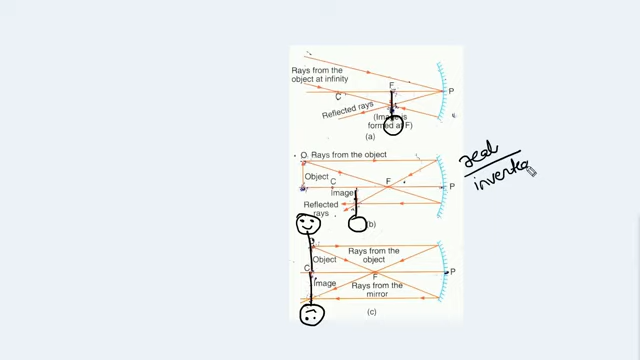 F
Rays from the
object at infinity
P
C
Reflected rays
(Image is
formed at F)
(a)
O Rays from the object
Object
C
Image
F
P
Reflected
rays
(b)
real
inverted
Rays from the
object
Object
C
P
F
Image
Rays from the
mirror
(c)